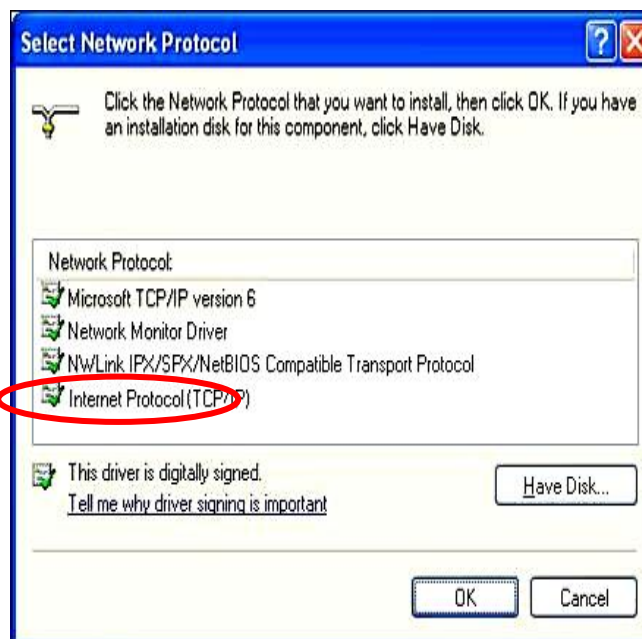 Select Network Protocol
Click the Network Protocol that you want to install, then click OK. If you have
an installation disk for this component, click Have Disk.
Network Protocol:
Microsoft TCP/IP version 6
Network Monitor Driver
NWLink IPX/SPX/NetBIOS Compatible Transport Protocol
Internet Protocol (TCP/IP)
This driver is digitally signed.
Tell me why driver signing is important
Have Disk...
OK
Cancel